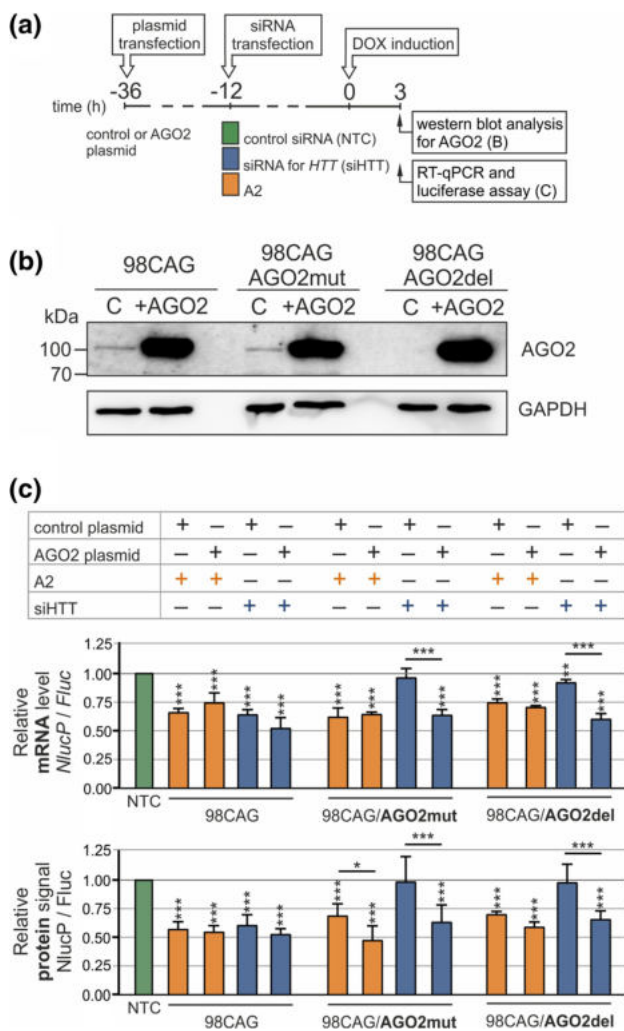 (a)
plasmid transfection
siRNA transfection
DOX induction
-36 -12 0 3
time (h)
control or AGO2 plasmid
control siRNA (NTC)
siRNA for HTT (siHTT)
A2
western blot analysis for AGO2 (B)
RT-qPCR and luciferase assay (C)
(b)
98CAG
98CAG AGO2mut
98CAG AGO2del
C +AGO2 C +AGO2 C +AGO2
kDa
100
70
AGO2
GAPDH
(c)
control plasmid + − + − + − + − + − + −
AGO2 plasmid − + − + − + − + − + − +
A2 + + − − + + − − + + − −
siHTT − − + + − − + + − − + +
Relative mRNA level NlucP / Fluc
1.25
1.00
0.75
0.50
0.25
0.00
*** *** *** *** *** *** *** *** *** *** ** ***
*** ***
NTC
98CAG
98CAG/AGO2mut
98CAG/AGO2del
Relative protein signal NlucP / Fluc
1.25
1.00
0.75
0.50
0.25
0.00
*** *** *** *** *** *** *** *** *** ***
* *** ***
NTC
98CAG
98CAG/AGO2mut
98CAG/AGO2del